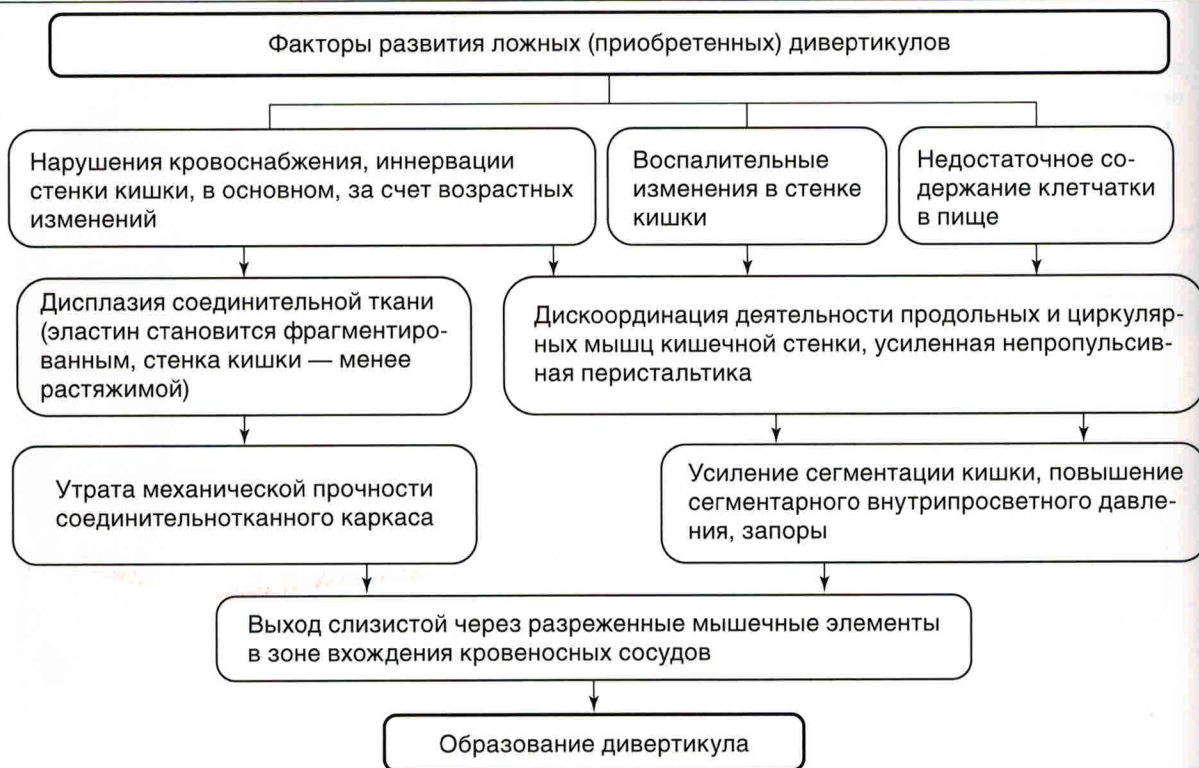 Факторы развития ложных (приобретенных) дивертикулов
Нарушения кровоснабжения, иннервации
стенки кишки, в основном, за счет возрастных
изменений
Воспалительные
изменения в стенке
кишки
Недостаточное со-
держание клетчатки
в пище
Дисплазия соединительной ткани
(эластин становится фрагментиро-
ванным, стенка кишки — менее
растяжимой)
Дискоординация деятельности продольных и циркуляр-
ных мышц кишечной стенки, усиленная непропульсив-
ная перистальтика
Утрата механической прочности
соединительнотканного каркаса
Усиление сегментации кишки, повышение
сегментарного внутрипросветного давле-
ния, запоры
Выход слизистой через разреженные мышечные элементы
в зоне вхождения кровеносных сосудов
Образование дивертикула